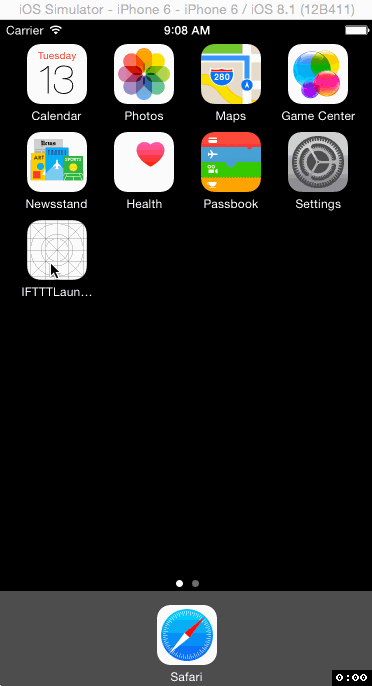 iOS Simulator - iPhone 6 - iPhone 6 / iOS 8.1 (12B411)
Carrier 9:08 AM
Tuesday
13
280
Calendar Photos Maps Game Center
ART
SPORTS
Newsstand Health Passbook Settings
IFTTTLaun...
Safari
0:00